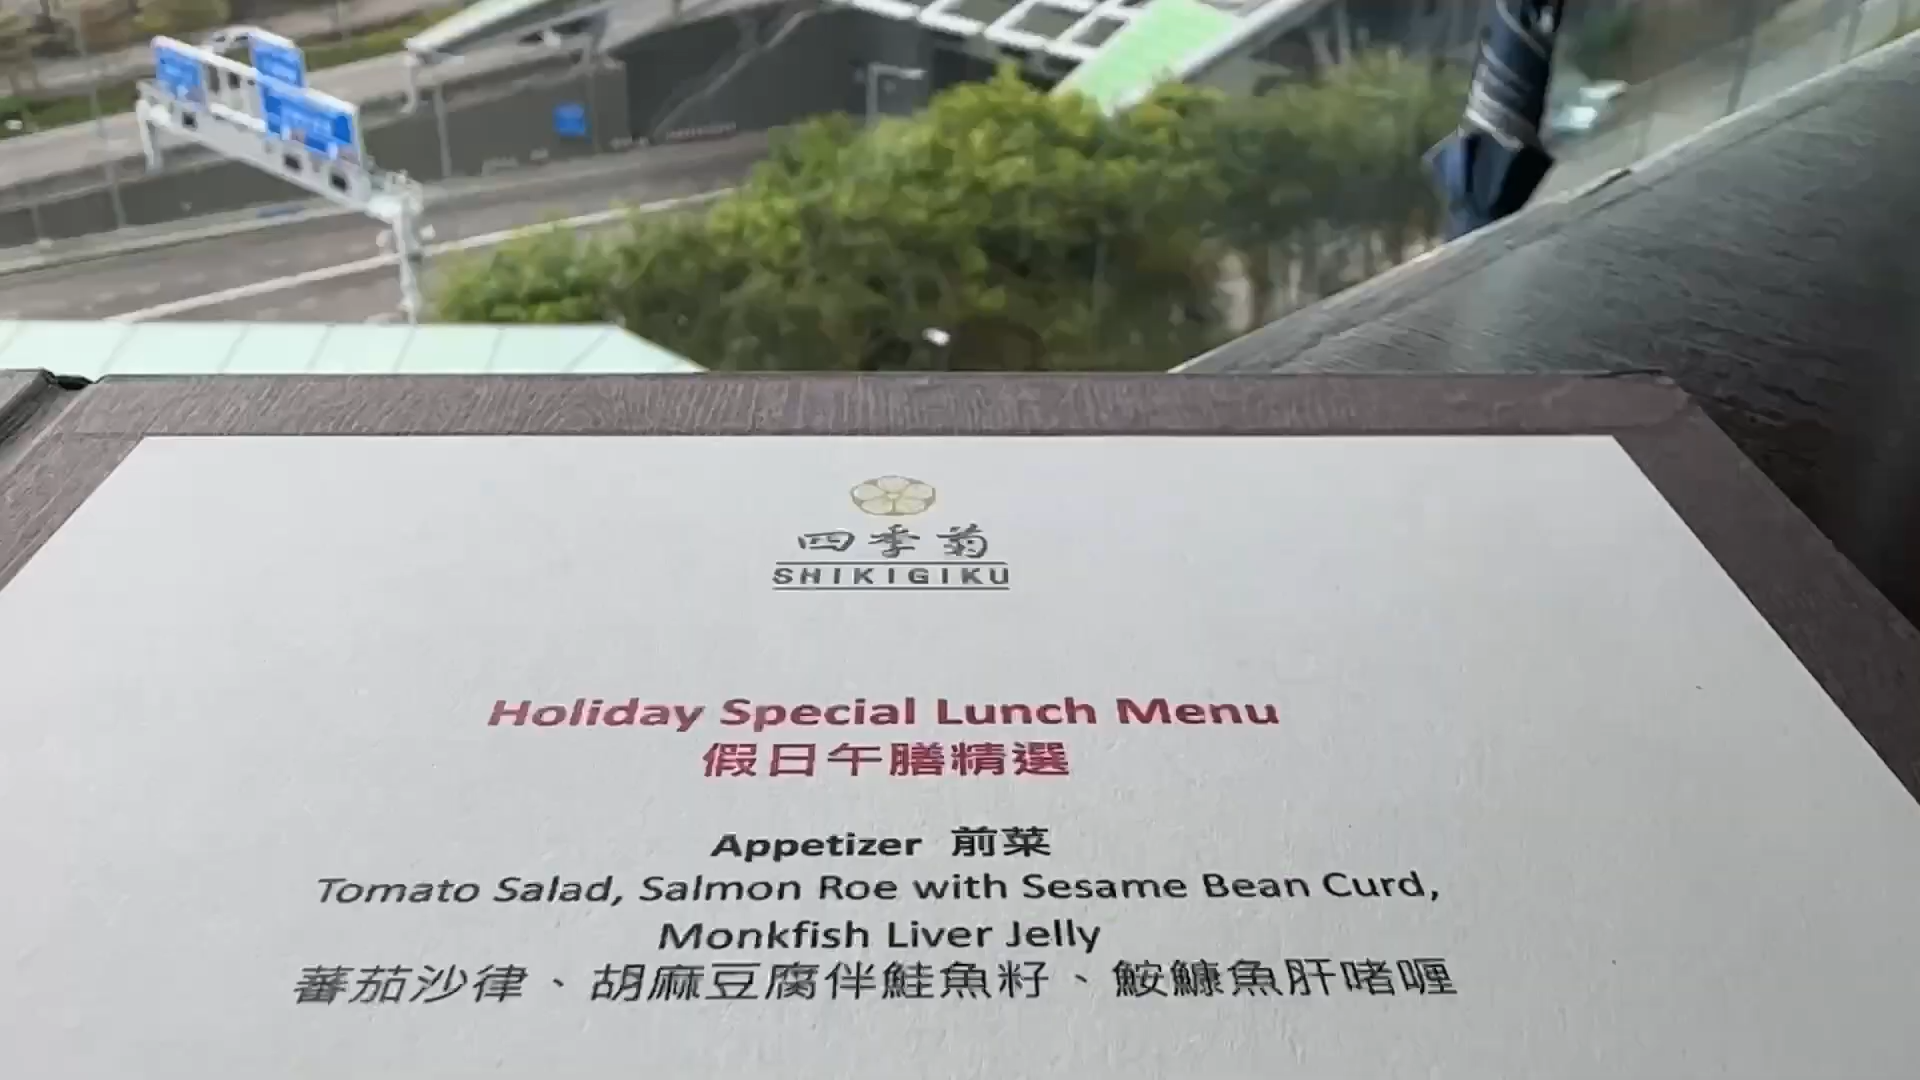 四季菊
SHIKIGIKU
Holiday Special Lunch Menu
假日午膳精選
Appetizer 前菜
Tomato Salad, Salmon Roe with Sesame Bean Curd,
Monkfish Liver Jelly
蕃茄沙律、胡麻豆腐伴鮭魚籽、鮟鱇魚肝啫喱